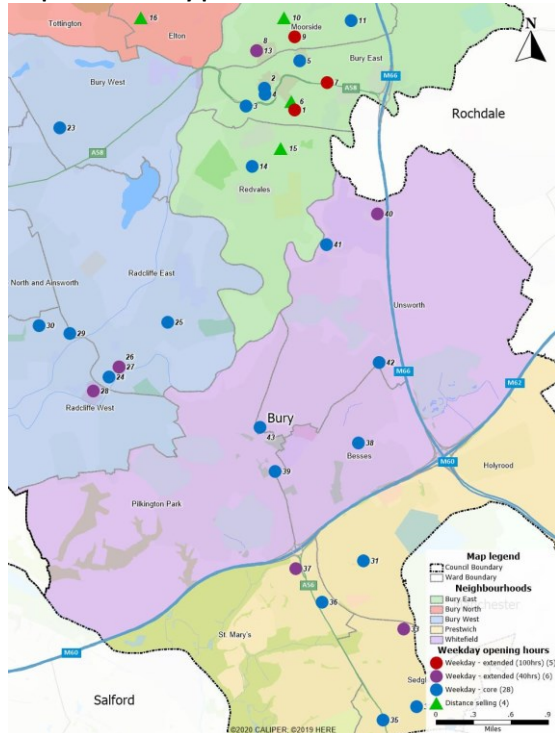 Tottington
16
Elton
10
Moorside
11
9
8
13
5
Bury East
N
Bury West
2
4
7
M66
A58
3
6
1
Rochdale
23
A58
15
14
Redvales
40
41
North and Ainsworth
Radcliffe East
Unsworth
30
29
25
26
27
24
28
Radcliffe West
42
M66
M62
Bury
43
38
Besses
39
M60
Holyrood
Pilkington Park
37
31
A56
36
St. Mary's
33
M60
Salford
35
Map legend
Council Boundary
Ward Boundary
Neighbourhoods
Bury East
Bury North
Bury West
Prestwich
Whitefield
Weekday opening hours
Weekday - extended (100hrs) (5)
Weekday - extended (40hrs) (6)
Weekday - core (28)
Distance selling (4)
0 .3 .6 .9
Miles
©2020 CALIPER; ©2019 HERE